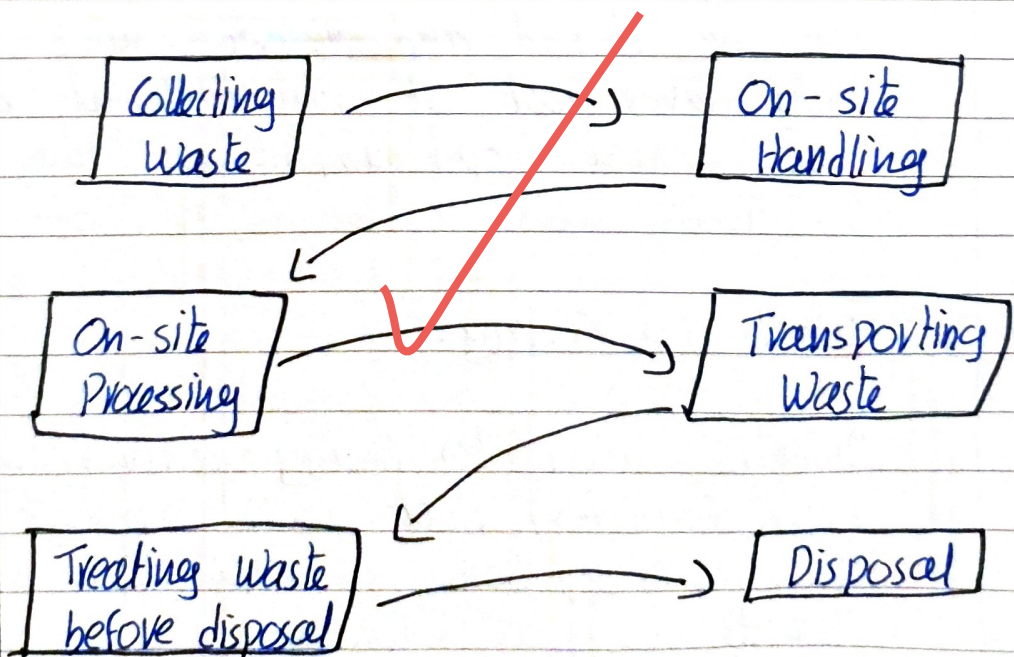 Collecting
Waste
On-site
Handling
On-site
Processing
Transporting
Waste
Treating waste
before disposal
Disposal